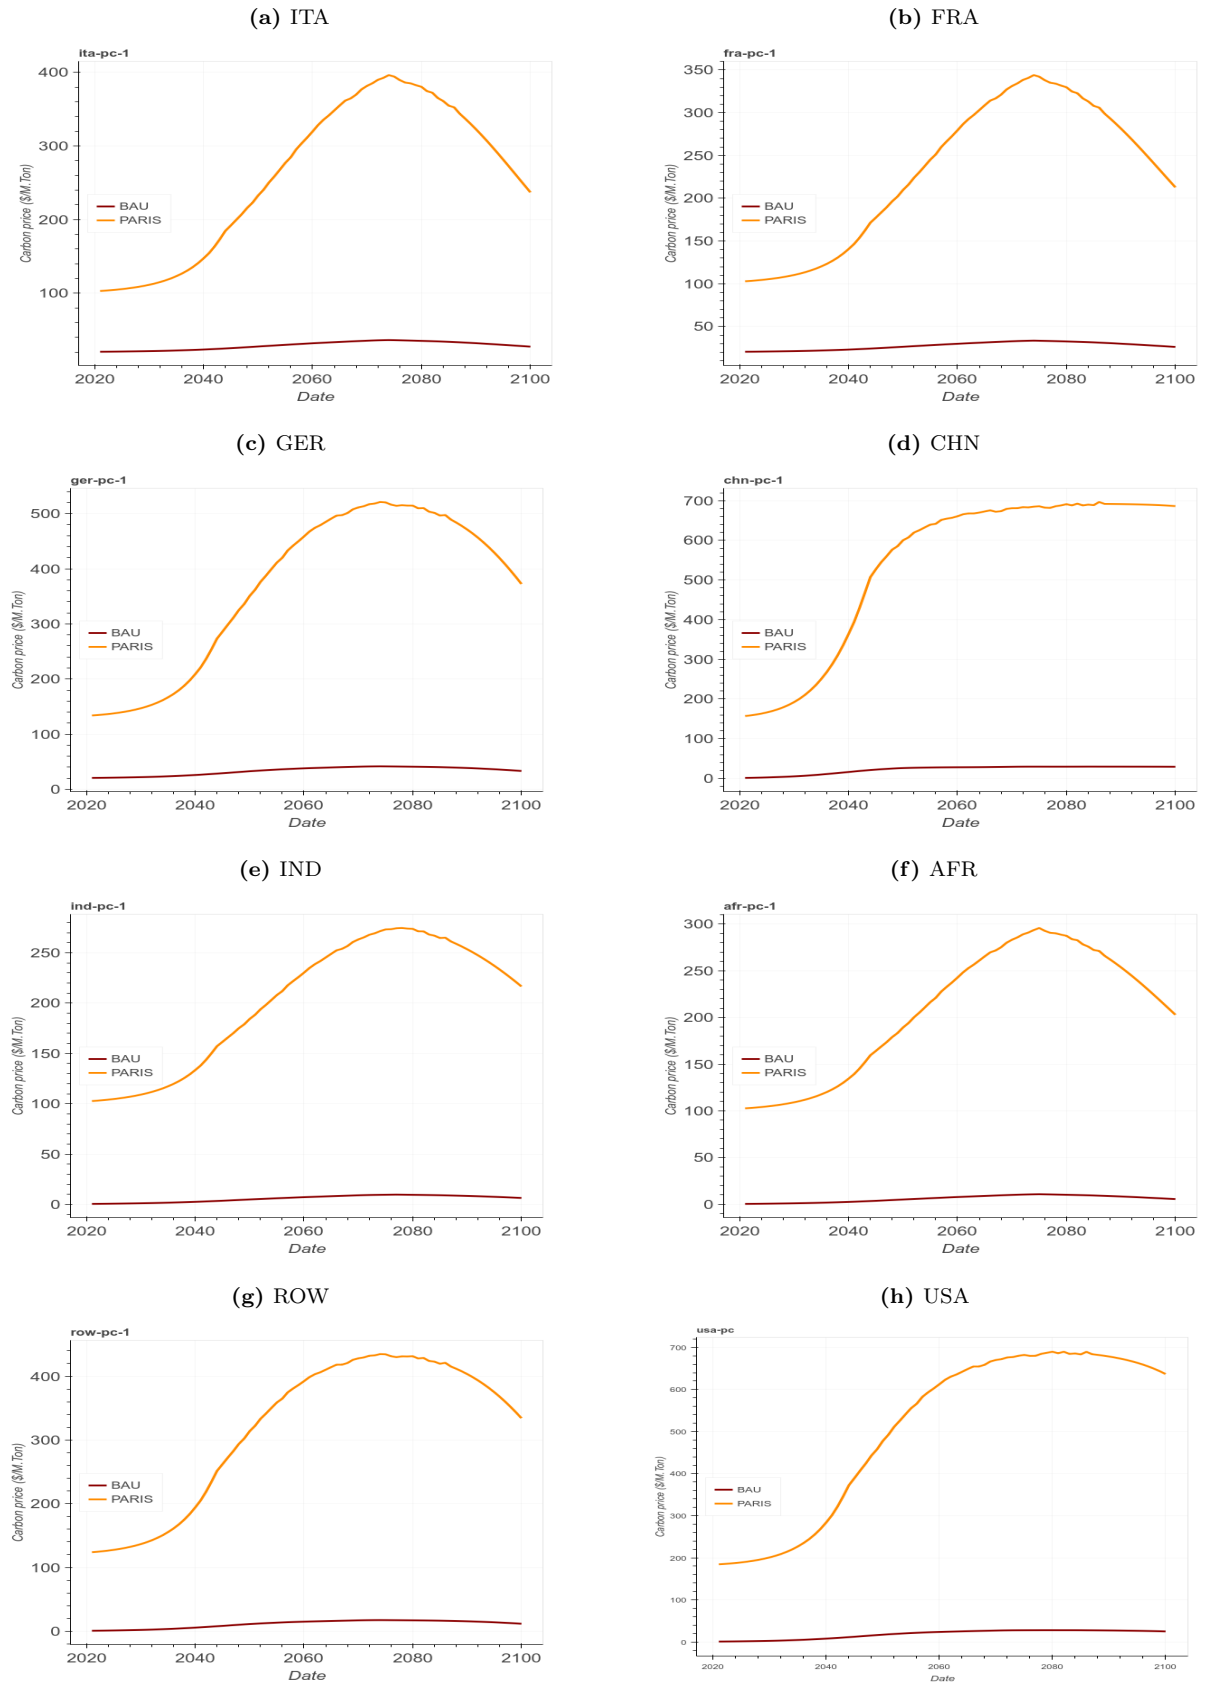 (a) ITA
ita-pc-1
400
300
200
100
Carbon price ($/M.Ton)
BAU
PARIS
2020 2040 2060 2080 2100
Date
(b) FRA
fra-pc-1
350
300
250
200
150
100
50
Carbon price ($/M.Ton)
BAU
PARIS
2020 2040 2060 2080 2100
Date
(c) GER
ger-pc-1
500
400
300
200
100
0
Carbon price ($/M.Ton)
BAU
PARIS
2020 2040 2060 2080 2100
Date
(d) CHN
chn-pc-1
700
600
500
400
300
200
100
0
Carbon price ($/M.Ton)
BAU
PARIS
2020 2040 2060 2080 2100
Date
(e) IND
ind-pc-1
250
200
150
100
50
0
Carbon price ($/M.Ton)
BAU
PARIS
2020 2040 2060 2080 2100
Date
(f) AFR
afr-pc-1
300
250
200
150
100
50
0
Carbon price ($/M.Ton)
BAU
PARIS
2020 2040 2060 2080 2100
Date
(g) ROW
row-pc-1
400
300
200
100
0
Carbon price ($/M.Ton)
BAU
PARIS
2020 2040 2060 2080 2100
Date
(h) USA
usa-pc
700
600
500
400
300
200
100
0
Carbon price ($/M.Ton)
BAU
PARIS
2020 2040 2060 2080 2100
Date